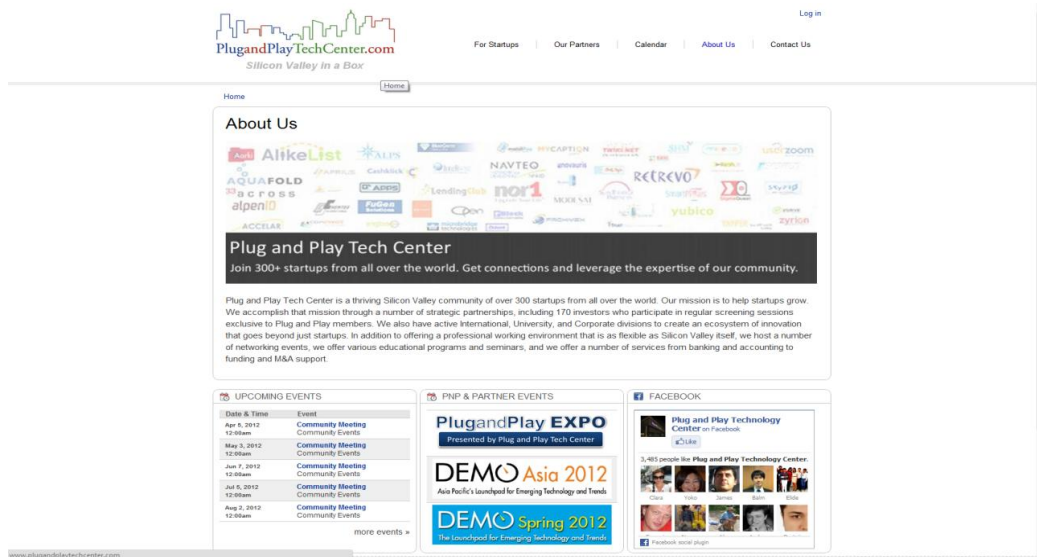 Log in
PlugandPlayTechCenter.com
Silicon Valley in a Box
For Startups
Our Partners
Calendar
About Us
Contact Us
Home
Home
About Us
AlikeList
ALPS
NAVTEQ
RETREVO
userzoom
AQUAFOLD
across
alpenID
LendingClub
nor1
yubico
zyrion
ACCELAR
Plug and Play Tech Center
Join 300+ startups from all over the world. Get connections and leverage the expertise of our community.
Plug and Play Tech Center is a thriving Silicon Valley community of over 300 startups from all over the world. Our mission is to help startups grow.
We accomplish that mission through a number of strategic partnerships, including 170 investors who participate in regular screening sessions
exclusive to Plug and Play members. We also have active International, University, and Corporate divisions to create an ecosystem of innovation
that goes beyond just startups. In addition to offering a professional working environment that is as flexible as Silicon Valley itself, we host a number
of networking events, we offer various educational programs and seminars, and we offer a number of services from banking and accounting to
funding and M&A support.
UPCOMING EVENTS
Date & Time Event
Apr 5, 2012 Community Meeting
12:00am Community Events
May 3, 2012 Community Meeting
12:00am Community Events
Jun 7, 2012 Community Meeting
12:00am Community Events
Jul 5, 2012 Community Meeting
12:00am Community Events
Aug 2, 2012 Community Meeting
12:00am Community Events
more events »
PNP & PARTNER EVENTS
PlugandPlay EXPO
Presented by Plug and Play Tech Center
DEMO Asia 2012
Asia Pacific's Launchpad for Emerging Technology and Trends
DEMO Spring 2012
The Launchpad for Emerging Technology and Trends
FACEBOOK
Plug and Play Technology
Center on Facebook
Like
3,485 people like Plug and Play Technology Center.
Clara Yoko James Balm Elide
Facebook social plugin
www.plugandplaytechcenter.com